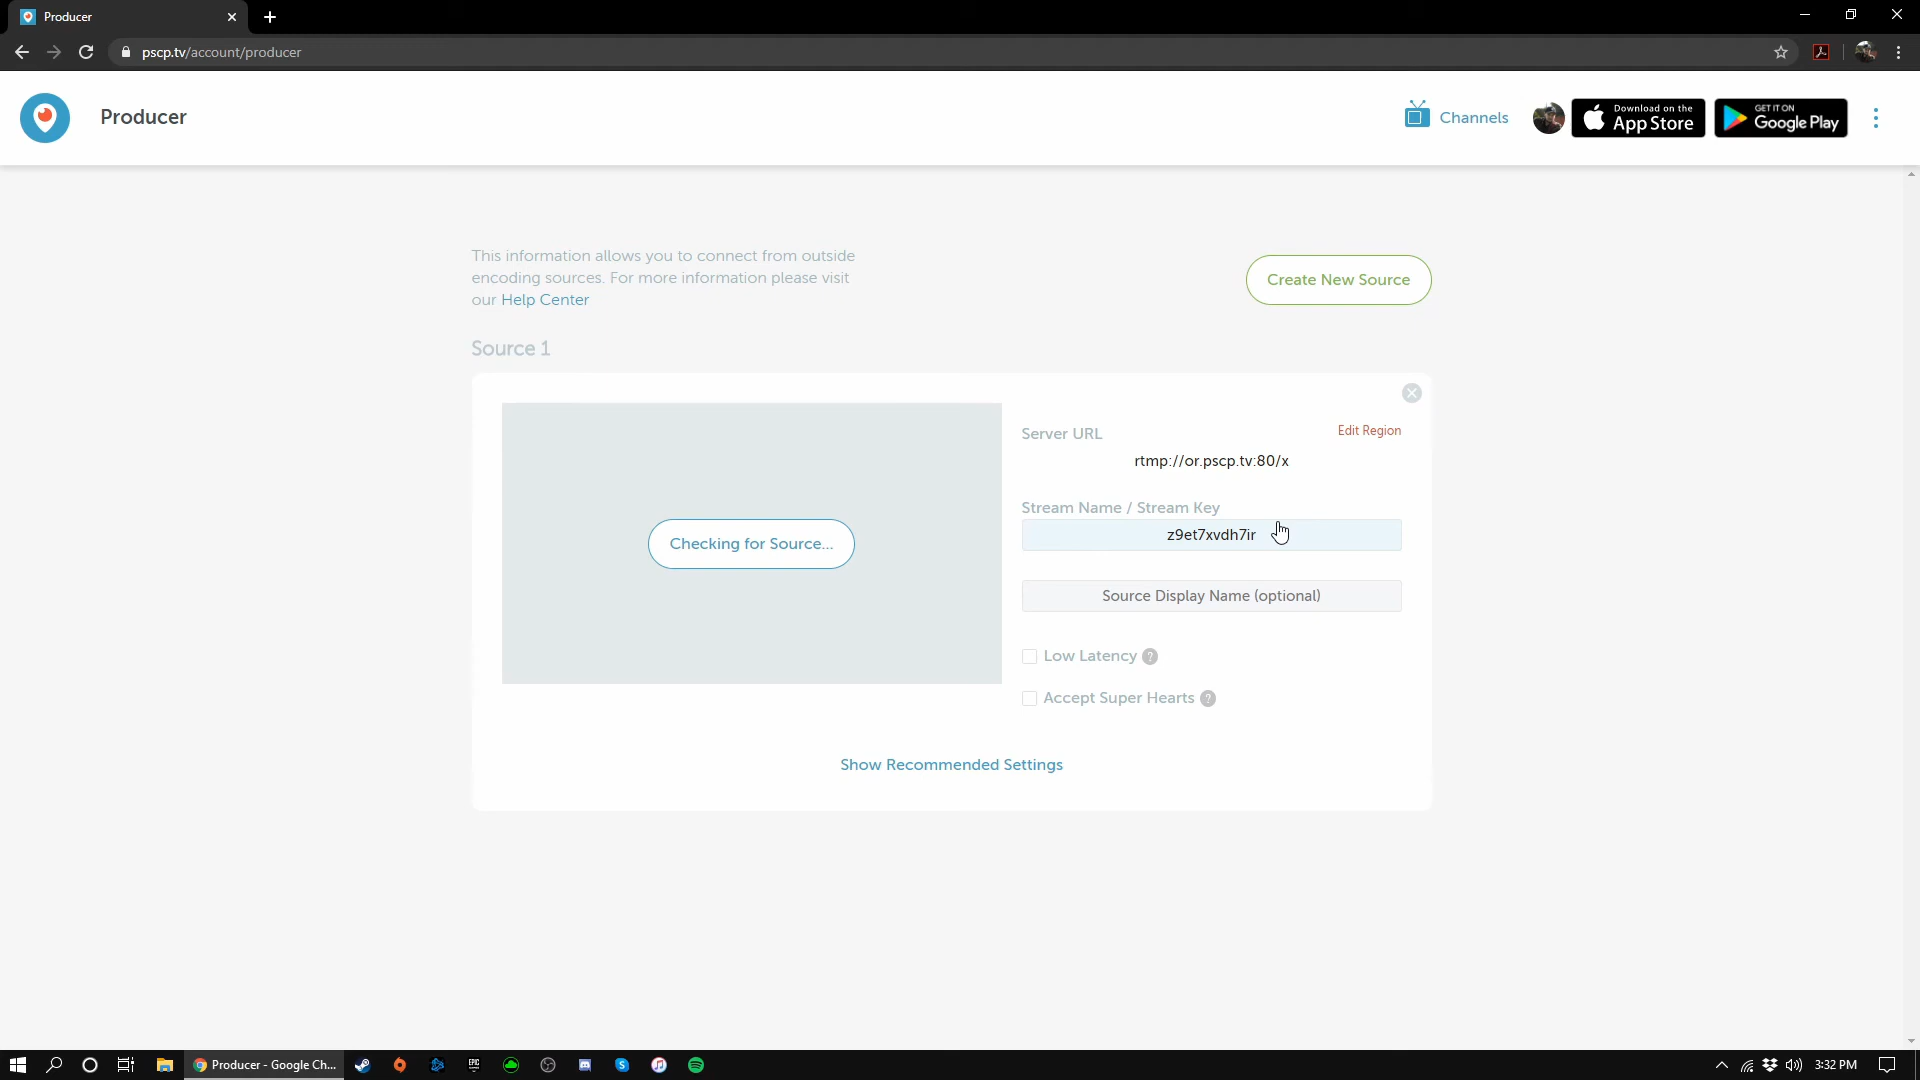 Producer
pscp.tv/account/producer
Producer
Channels
Download on the
App Store
GET IT ON
Google Play
This information allows you to connect from outside
encoding sources. For more information please visit
our Help Center
Create New Source
Source 1
Server URL
Edit Region
rtmp://or.pscp.tv:80/x
Stream Name / Stream Key
z9et7xvdh7ir
Checking for Source...
Source Display Name (optional)
Low Latency ?
Accept Super Hearts ?
Show Recommended Settings
Producer - Google Ch...
EPIC
3:32 PM